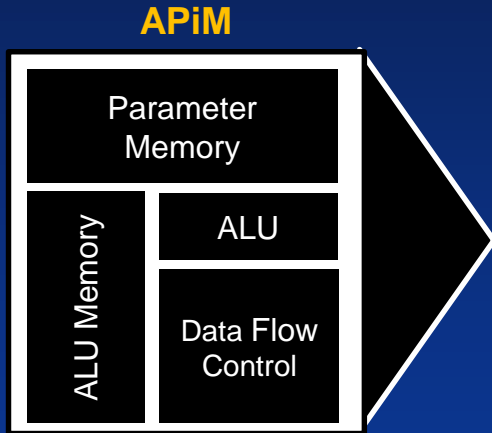 APiM
Parameter
Memory
ALU Memory
ALU
Data Flow
Control